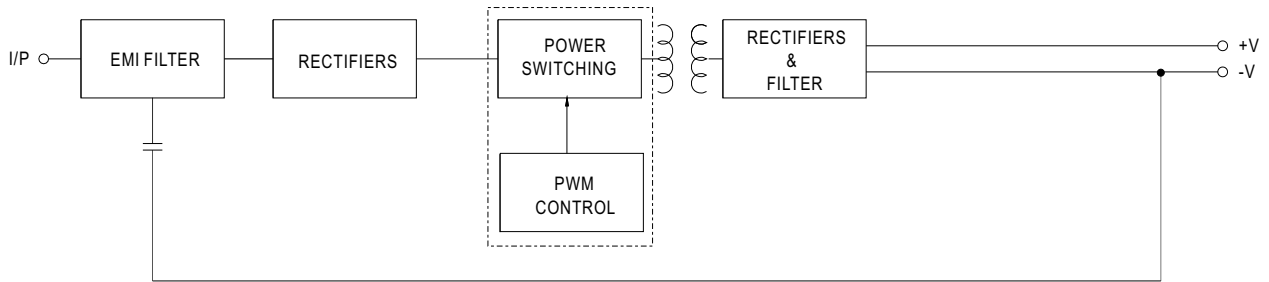 I/P
EMI FILTER
RECTIFIERS
POWER
SWITCHING
PWM
CONTROL
RECTIFIERS
&
FILTER
+V
-V